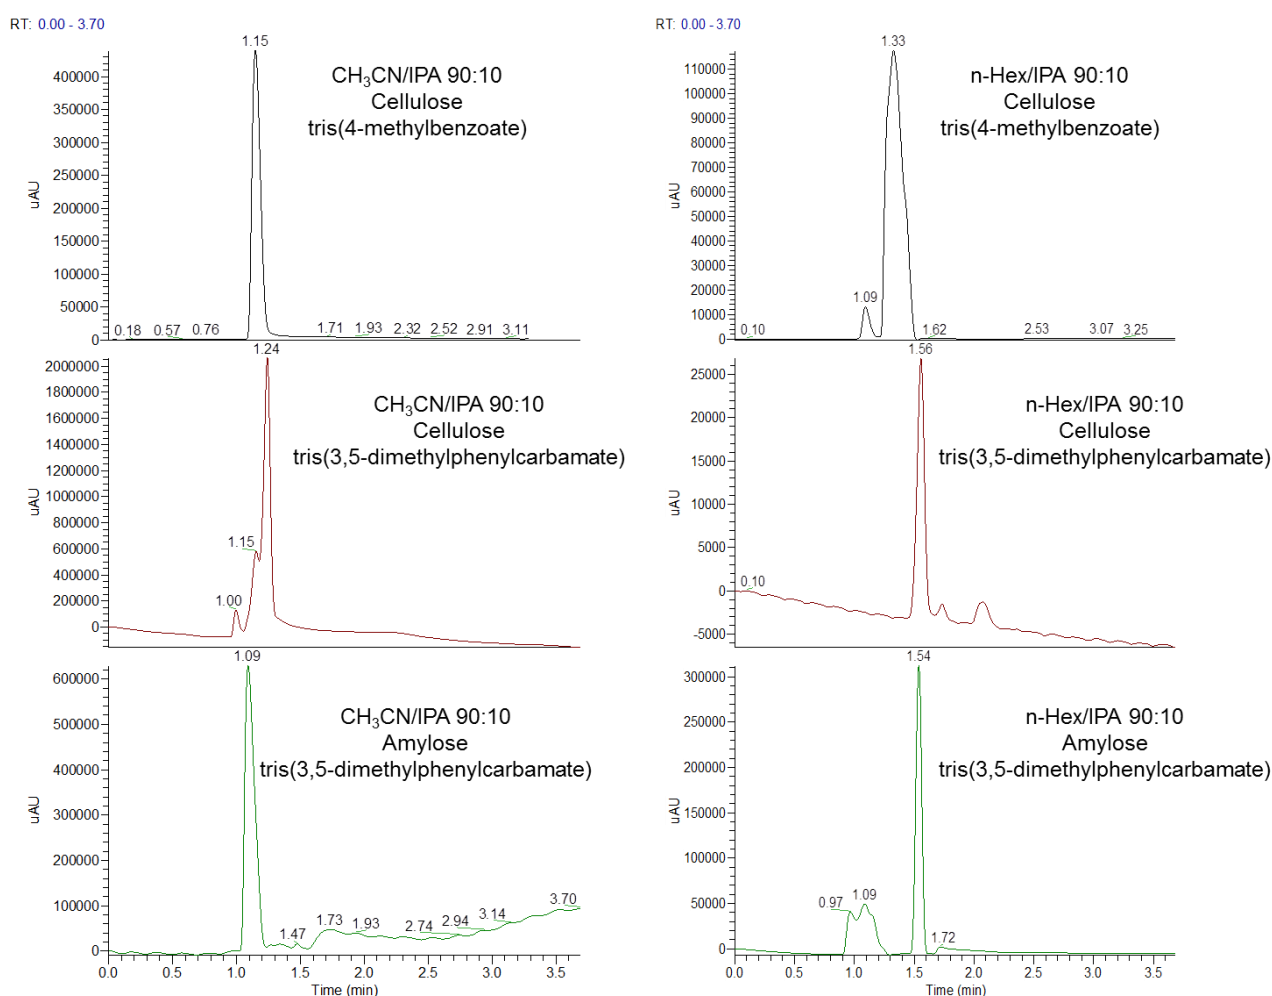 RT: 0.00 - 3.70
1.15
400000
350000
300000
250000
200000
150000
100000
50000
0
uAU
CH₃CN/IPA 90:10
Cellulose
tris(4-methylbenzoate)
0.18 0.57 0.76 1.71 1.93 2.32 2.52 2.91 3.11
1.24
2000000
1800000
1600000
1400000
1200000
1000000
800000
600000
400000
200000
0
uAU
CH₃CN/IPA 90:10
Cellulose
tris(3,5-dimethylphenylcarbamate)
1.15
1.00
1.09
600000
500000
400000
300000
200000
100000
0
uAU
CH₃CN/IPA 90:10
Amylose
tris(3,5-dimethylphenylcarbamate)
1.47 1.73 1.93 2.74 2.94 3.14 3.70
0.0 0.5 1.0 1.5 2.0 2.5 3.0 3.5
Time (min)
RT: 0.00 - 3.70
1.33
110000
100000
90000
80000
70000
60000
50000
40000
30000
20000
10000
0
uAU
n-Hex/IPA 90:10
Cellulose
tris(4-methylbenzoate)
1.09
0.10 1.62 2.53 3.07 3.25
1.56
25000
20000
15000
10000
5000
0
-5000
uAU
n-Hex/IPA 90:10
Cellulose
tris(3,5-dimethylphenylcarbamate)
0.10
1.54
300000
250000
200000
150000
100000
50000
0
uAU
n-Hex/IPA 90:10
Amylose
tris(3,5-dimethylphenylcarbamate)
0.97 1.09
1.72
0.0 0.5 1.0 1.5 2.0 2.5 3.0 3.5
Time (min)